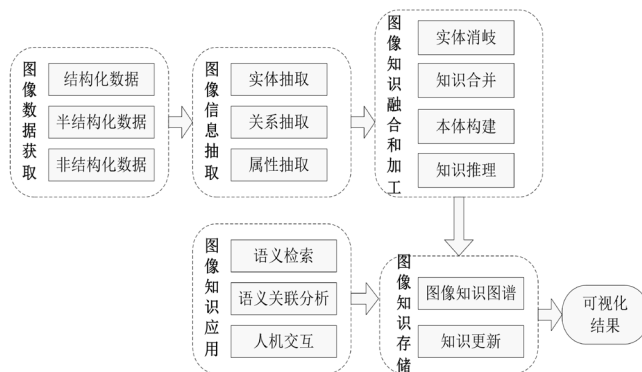 图像数据获取
结构化数据
半结构化数据
非结构化数据
图像信息抽取
实体抽取
关系抽取
属性抽取
图像知识融合和加工
实体消岐
知识合并
本体构建
知识推理
图像知识应用
语义检索
语义关联分析
人机交互
图像知识存储
图像知识图谱
知识更新
可视化
结果